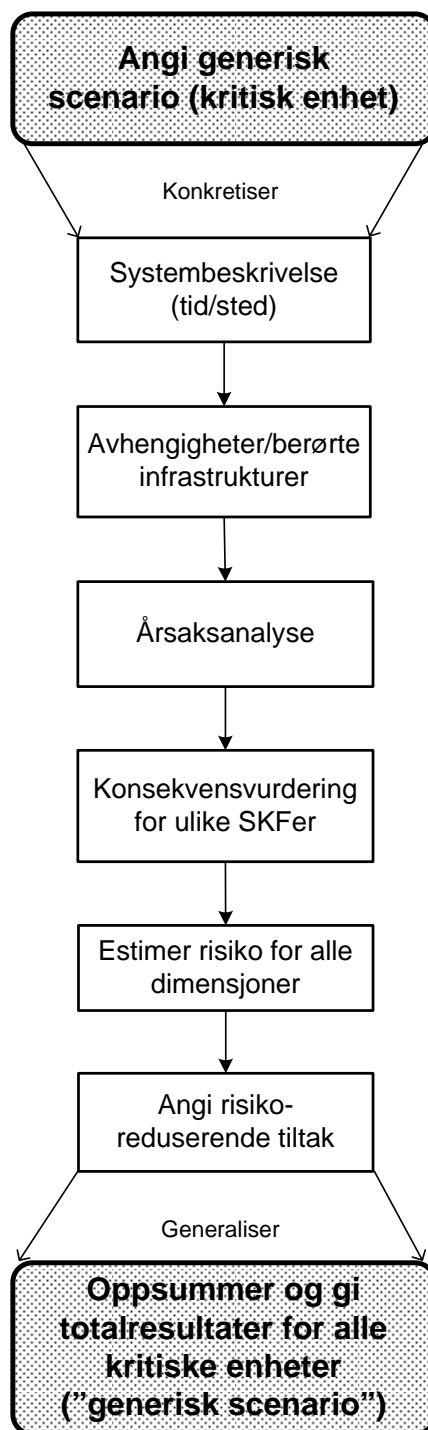 Angi generisk
scenario (kritisk enhet)
Konkretiser
Systembeskrivelse
(tid/sted)
Avhengigheter/berørte
infrastrukturer
Årsaksanalyse
Konsekvensvurdering
for ulike SKFer
Estimer risiko for alle
dimensjoner
Angi risiko-
reduserende tiltak
Generaliser
Oppsummer og gi
totalresultater for alle
kritiske enheter
(”generisk scenario”)